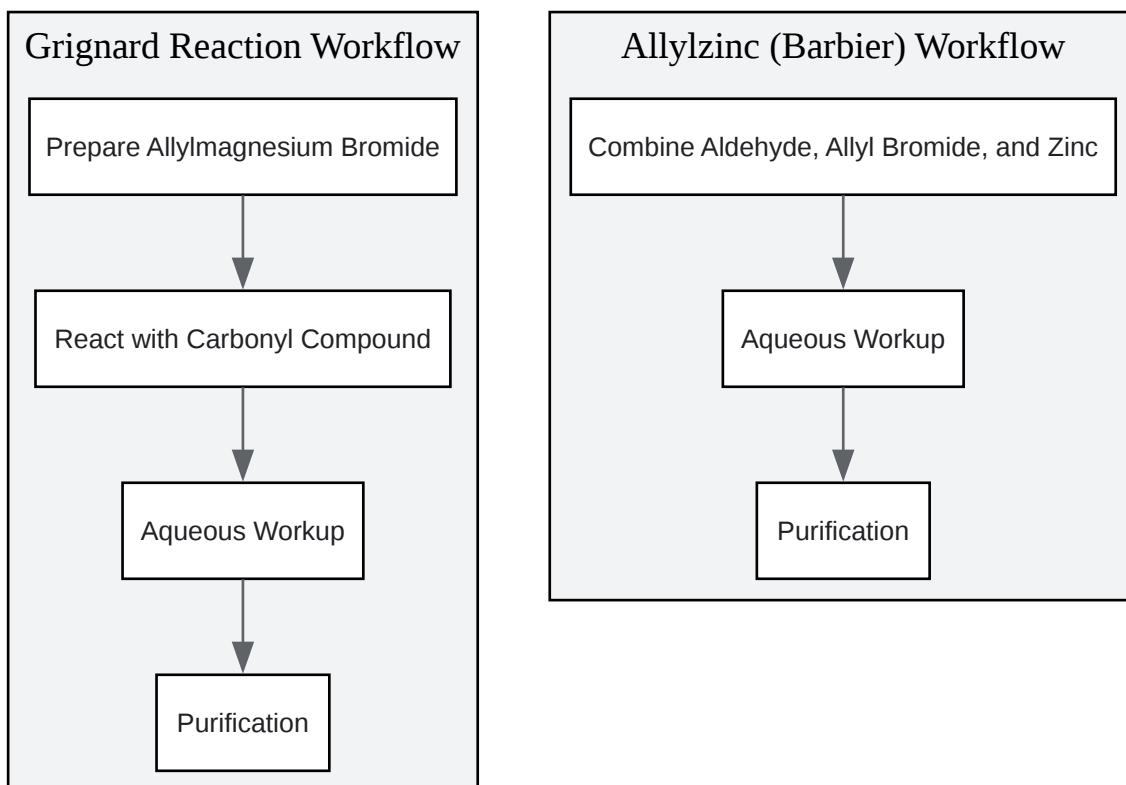 Grignard Reaction Workflow
Prepare Allylmagnesium Bromide
React with Carbonyl Compound
Aqueous Workup
Purification
Allylzinc (Barbier) Workflow
Combine Aldehyde, Allyl Bromide, and Zinc
Aqueous Workup
Purification